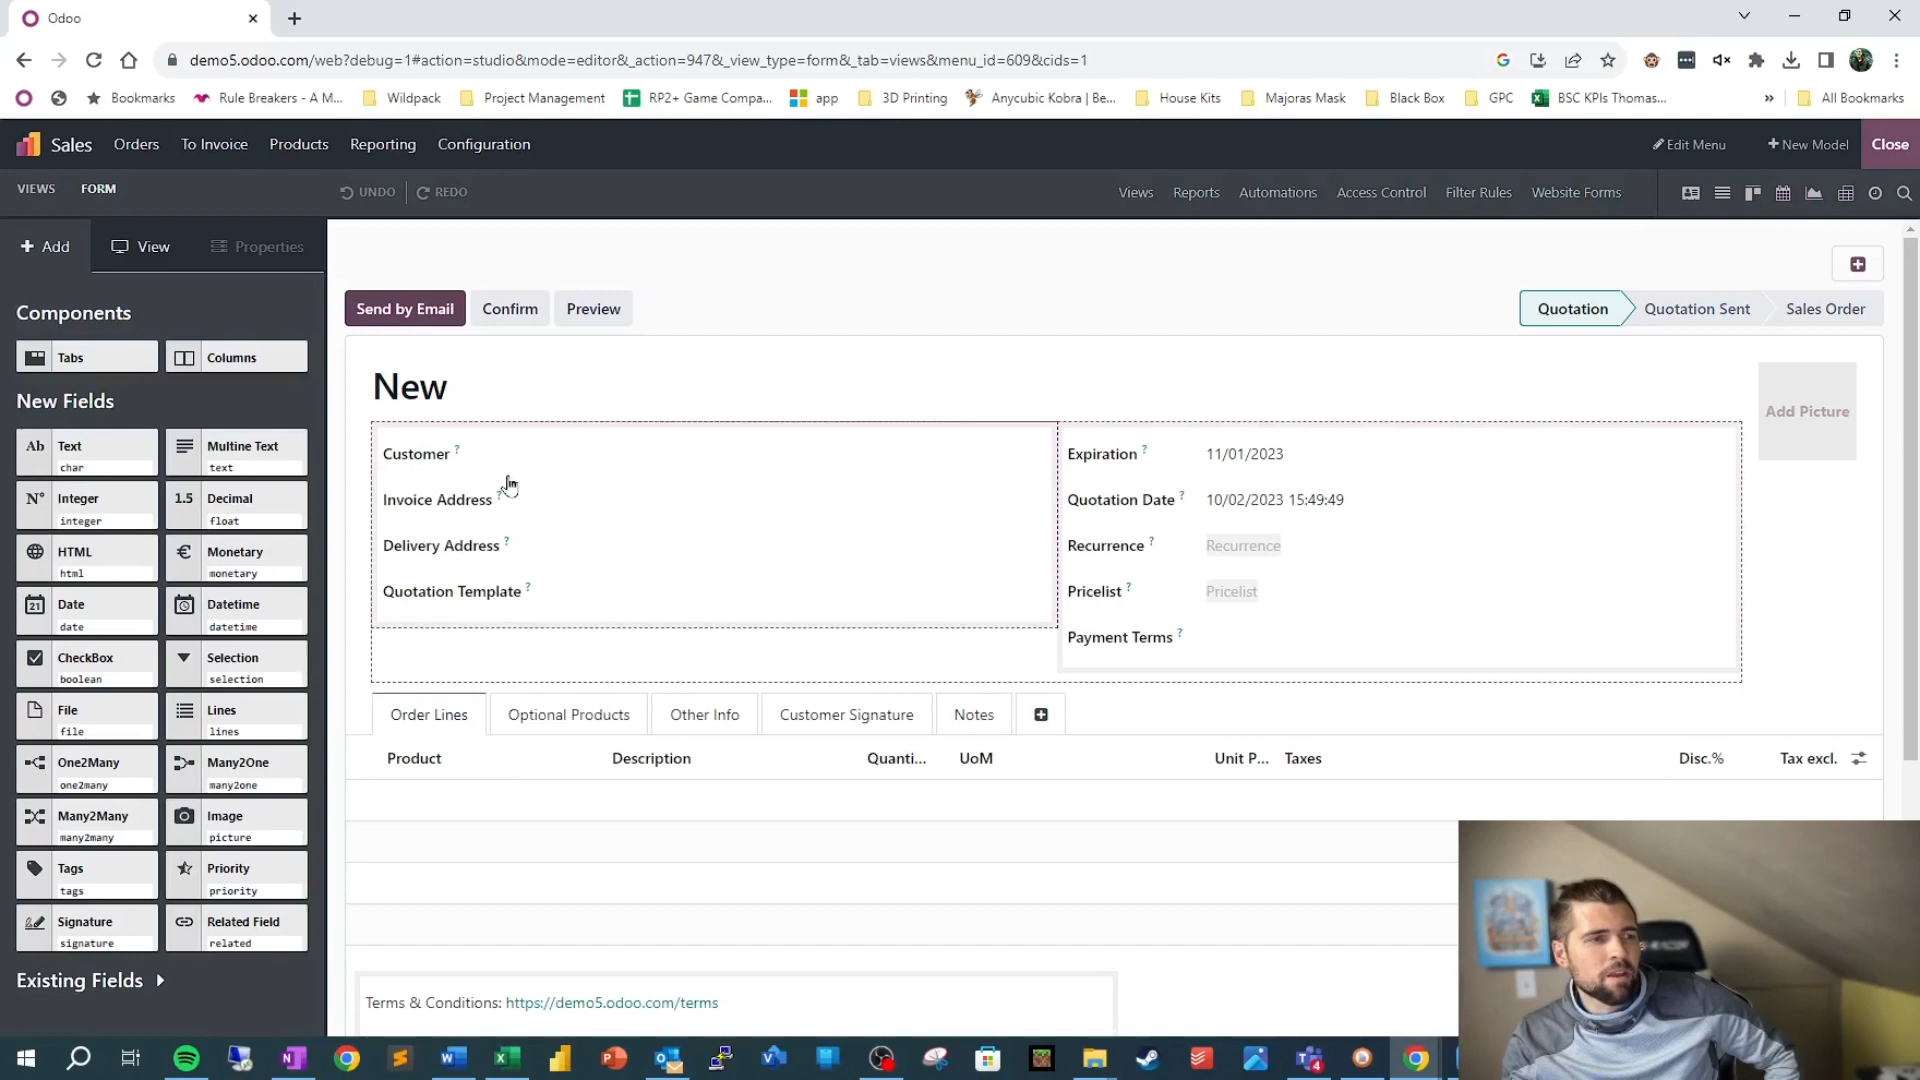 Odoo
demo5.odoo.com/web?debug=1#action=studio&mode=editor&_action=947&_view_type=form&_tab=views&menu_id=609&cids=1
Bookmarks
Rule Breakers - A M...
Wildpack
Project Management
RP2+ Game Compa...
app
3D Printing
Anycubic Kobra | Be...
House Kits
Majoras Mask
Black Box
GPC
BSC KPIs Thomas...
All Bookmarks
Sales
Orders
To Invoice
Products
Reporting
Configuration
Edit Menu
New Model
Close
VIEWS
FORM
UNDO
REDO
Views
Reports
Automations
Access Control
Filter Rules
Website Forms
Add
View
Properties
Components
Tabs
Columns
New Fields
Ab
Text
char
Multine Text
text
N°
Integer
integer
1.5
Decimal
float
HTML
html
€
Monetary
monetary
21
Date
date
Datetime
datetime
CheckBox
boolean
Selection
selection
File
file
Lines
lines
One2Many
one2many
Many2One
many2one
Many2Many
many2many
Image
picture
Tags
tags
Priority
priority
Signature
signature
Related Field
related
Existing Fields
Send by Email
Confirm
Preview
Quotation
Quotation Sent
Sales Order
New
Add Picture
Customer ?
Invoice Address ?
Delivery Address ?
Quotation Template ?
Expiration ? 11/01/2023
Quotation Date ? 10/02/2023 15:49:49
Recurrence ? Recurrence
Pricelist ? Pricelist
Payment Terms ?
Order Lines
Optional Products
Other Info
Customer Signature
Notes
Product
Description
Quanti...
UoM
Unit P...
Taxes
Disc.%
Tax excl.
Terms & Conditions: https://demo5.odoo.com/terms
4